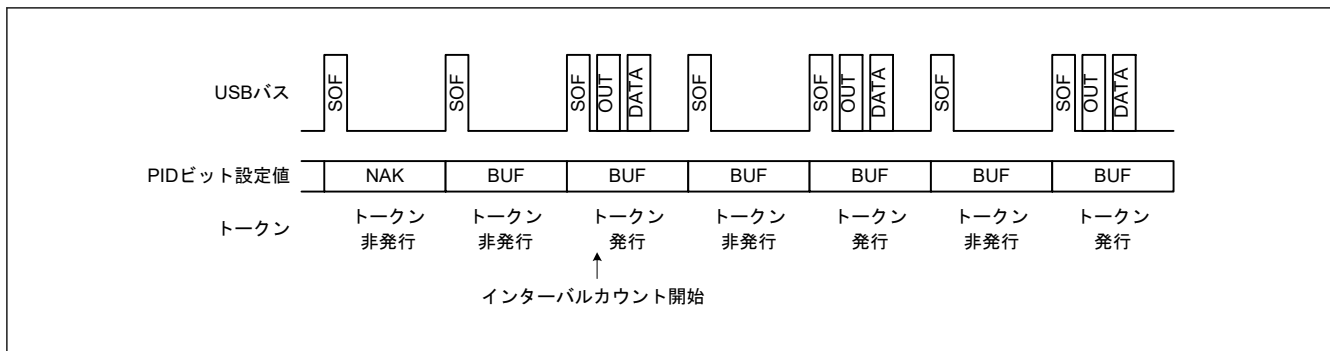 USBバス
SOF SOF SOF OUT DATA SOF SOF OUT DATA SOF SOF OUT DATA
PIDビット設定値 NAK BUF BUF BUF BUF BUF BUF
トークン
トークン 非発行
トークン 非発行
トークン 発行
トークン 非発行
トークン 発行
トークン 非発行
トークン 発行
インターバルカウント開始